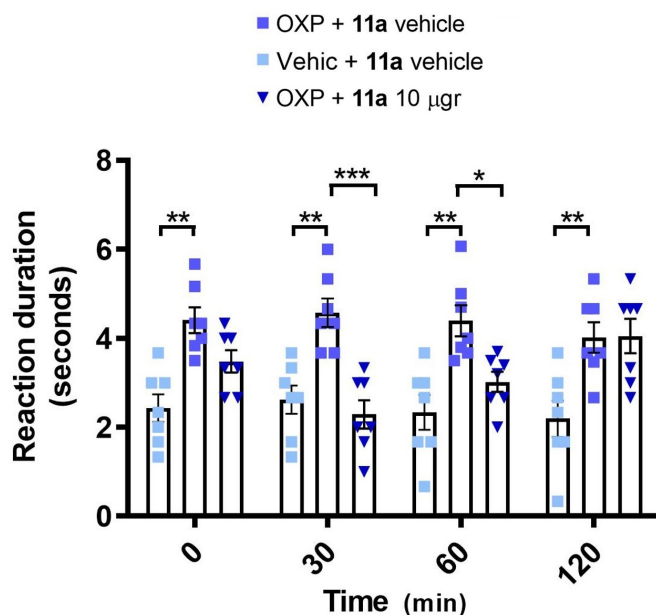 OXP + 11a vehicle
Vehic + 11a vehicle
OXP + 11a 10 μgr
8
6
4
2
0
Reaction duration
(seconds)
**
**
***
**
*
**
0
30
60
120
Time (min)